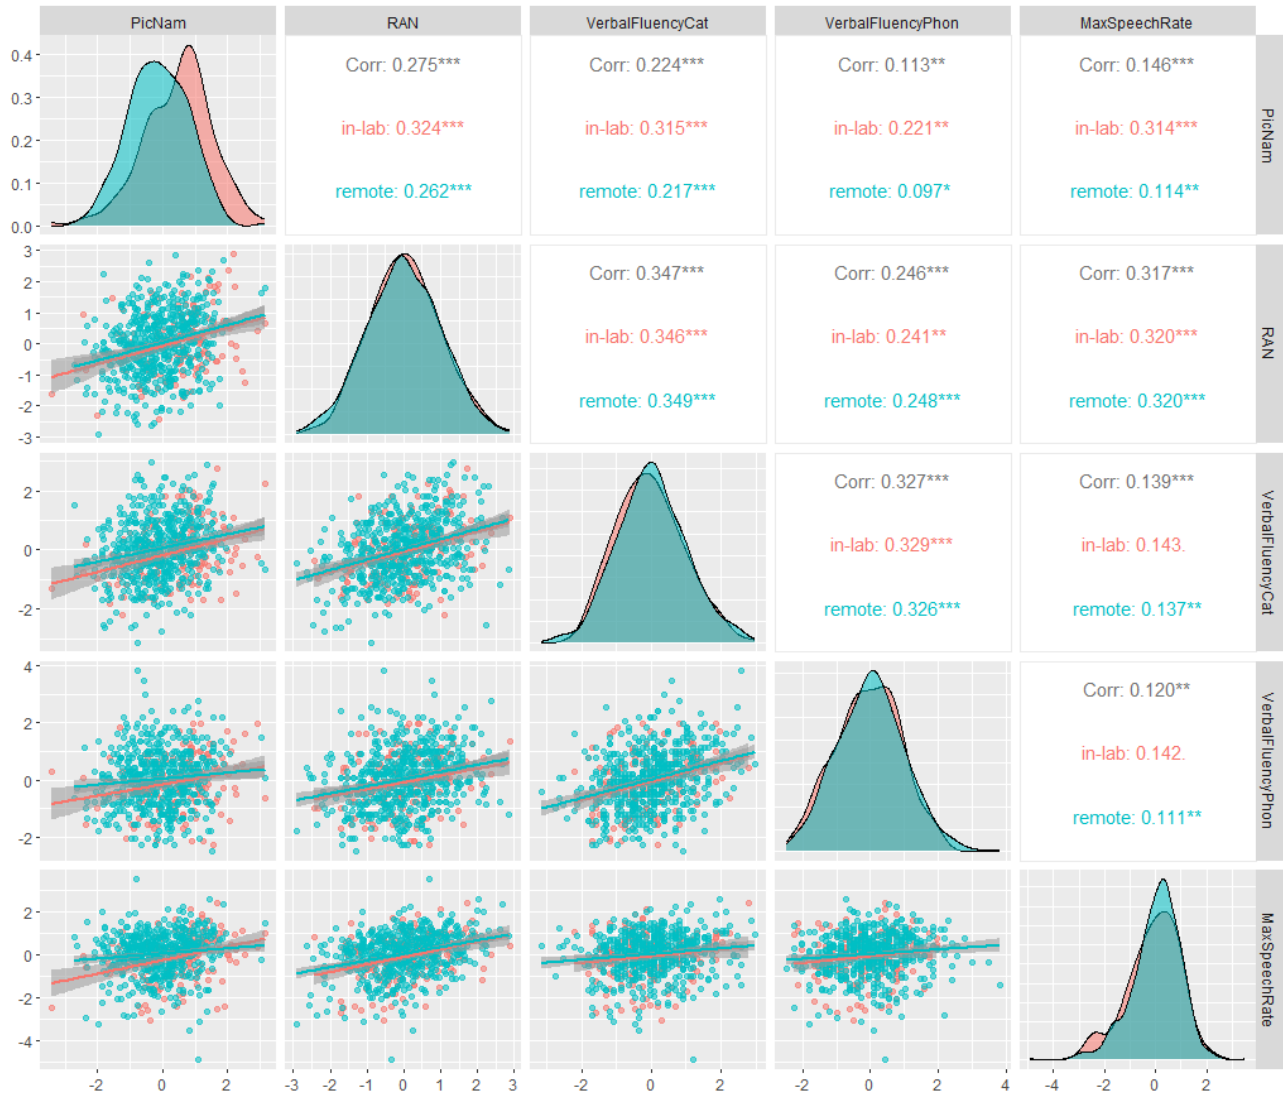 PicNam RAN VerbalFluencyCat VerbalFluencyPhon MaxSpeechRate
0.4
0.3
0.2
0.1
0.0
Corr: 0.275***
in-lab: 0.324***
remote: 0.262***
Corr: 0.224***
in-lab: 0.315***
remote: 0.217***
Corr: 0.113**
in-lab: 0.221**
remote: 0.097*
Corr: 0.146***
in-lab: 0.314***
remote: 0.114**
PicNam
3
2
1
0
-1
-2
-3
Corr: 0.347***
in-lab: 0.346***
remote: 0.349***
Corr: 0.246***
in-lab: 0.241**
remote: 0.248***
Corr: 0.317***
in-lab: 0.320***
remote: 0.320***
RAN
2
0
-2
Corr: 0.327***
in-lab: 0.329***
remote: 0.326***
Corr: 0.139***
in-lab: 0.143.
remote: 0.137**
VerbalFluencyCat
4
2
0
-2
Corr: 0.120**
in-lab: 0.142.
remote: 0.111**
VerbalFluencyPhon
2
0
-2
-4
MaxSpeechRate
-2 0 2
-3 -2 -1 0 1 2 3
-2 0 2
-2 0 2 4
-4 -2 0 2